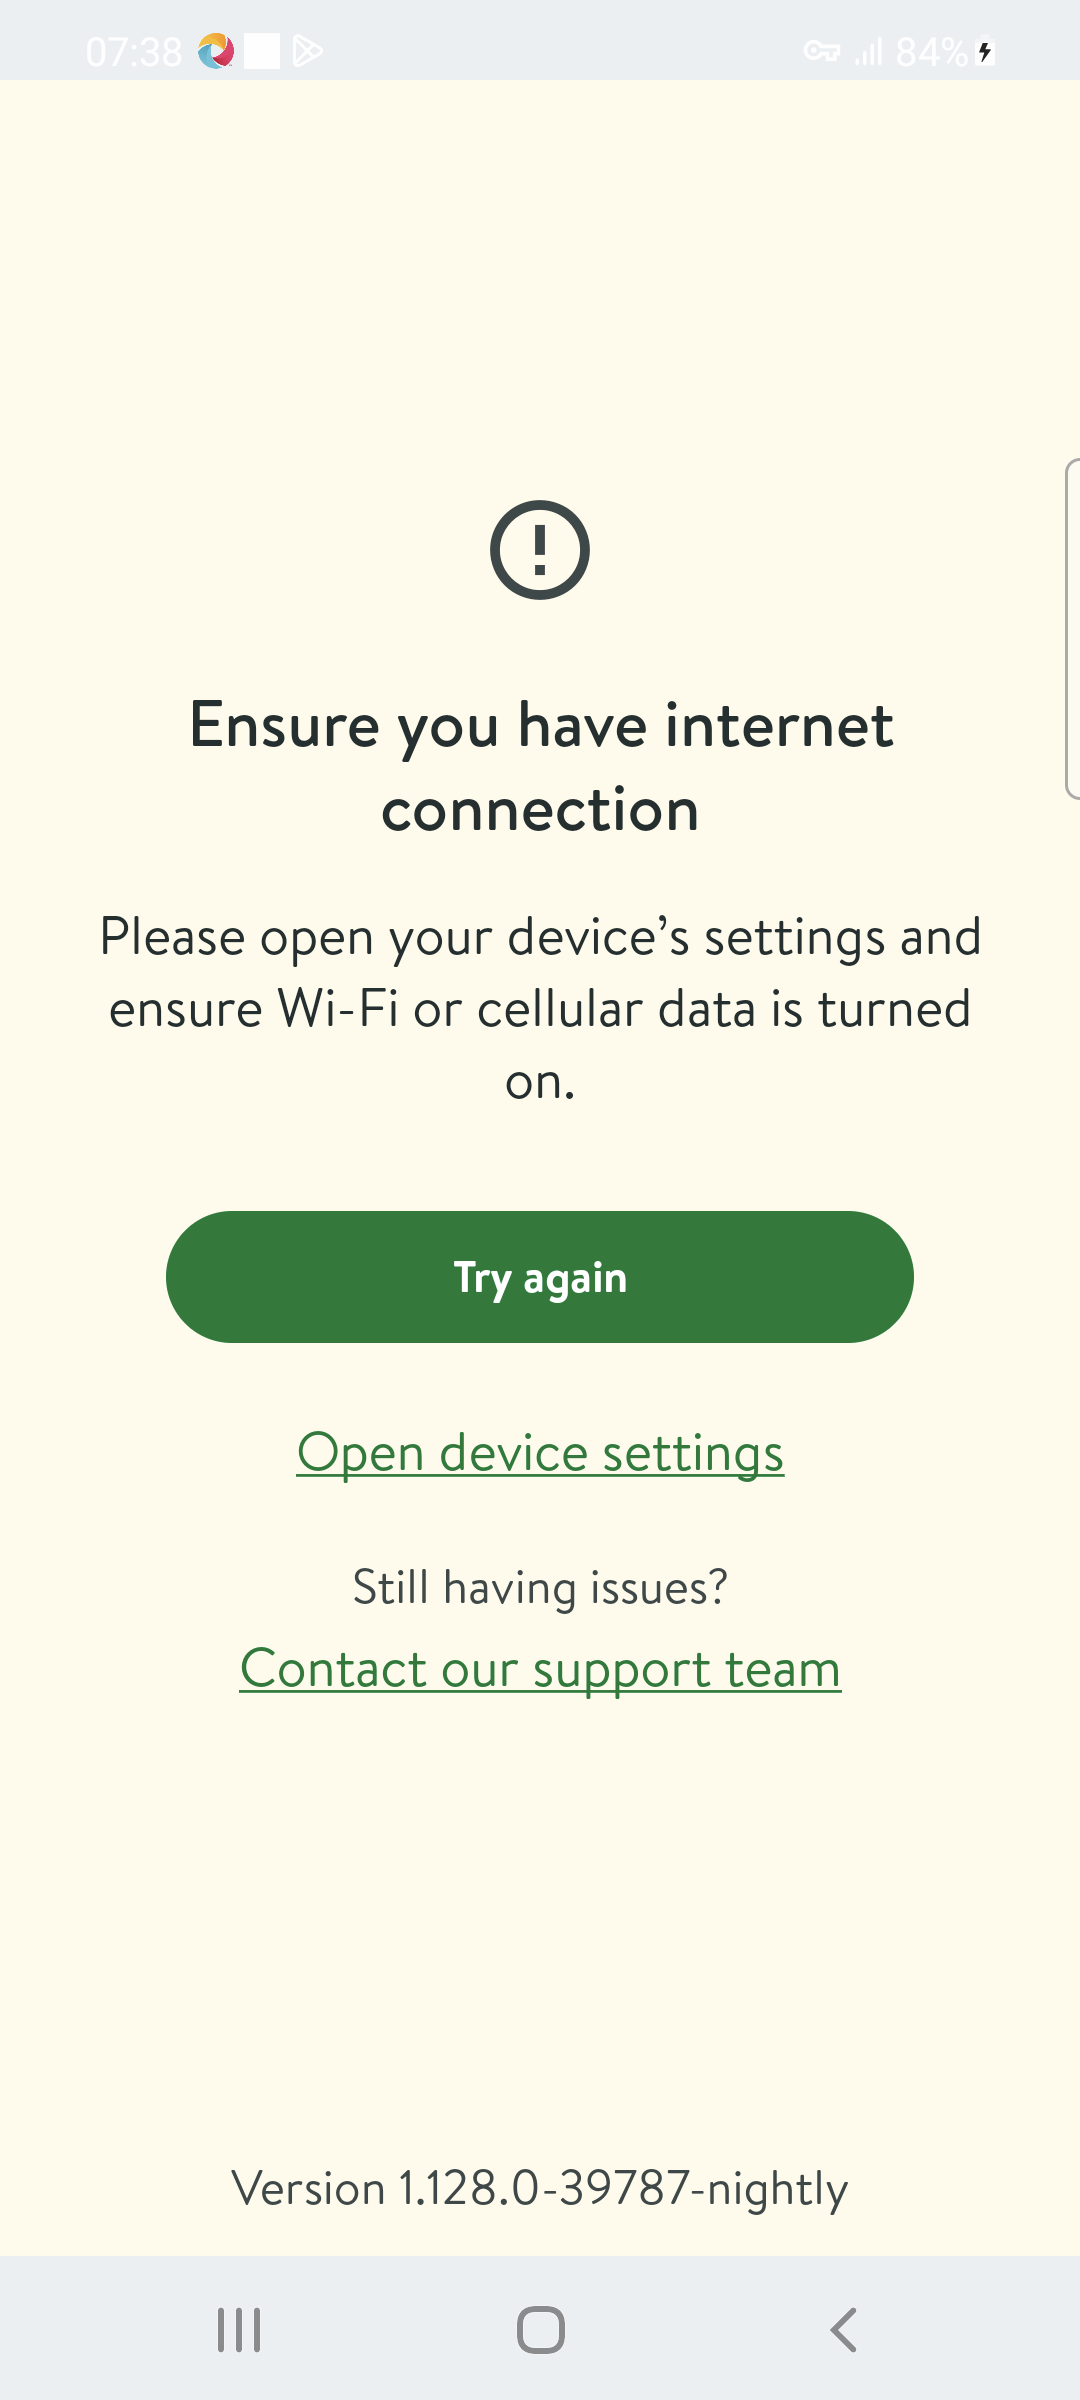 07:38
84%
Ensure you have internet
connection
Please open your device’s settings and
ensure Wi-Fi or cellular data is turned
on.
Try again
Open device settings
Still having issues?
Contact our support team
Version 1.128.0-39787-nightly